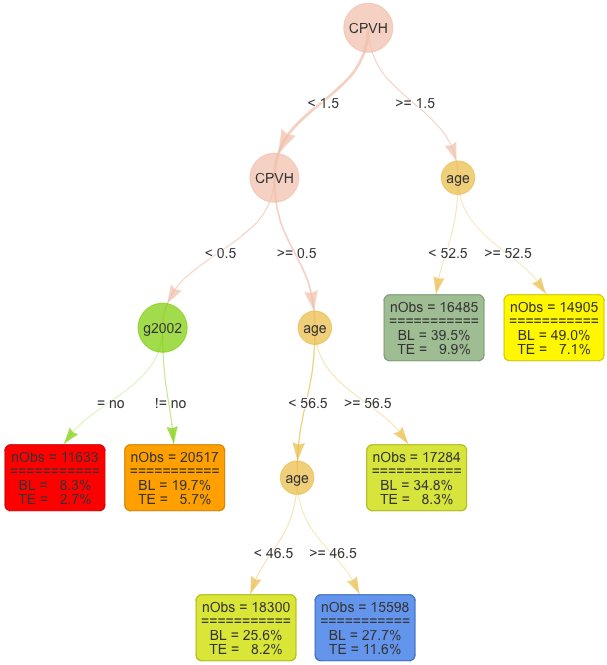 CPVH
< 1.5
>= 1.5
CPVH
age
< 0.5
>= 0.5
< 52.5
>= 52.5
g2002
age
nObs = 16485
===========
BL = 39.5%
TE = 9.9%
nObs = 14905
===========
BL = 49.0%
TE = 7.1%
= no
!= no
< 56.5
>= 56.5
nObs = 11633
===========
BL = 8.3%
TE = 2.7%
nObs = 20517
===========
BL = 19.7%
TE = 5.7%
age
nObs = 17284
===========
BL = 34.8%
TE = 8.3%
< 46.5
>= 46.5
nObs = 18300
===========
BL = 25.6%
TE = 8.2%
nObs = 15598
===========
BL = 27.7%
TE = 11.6%